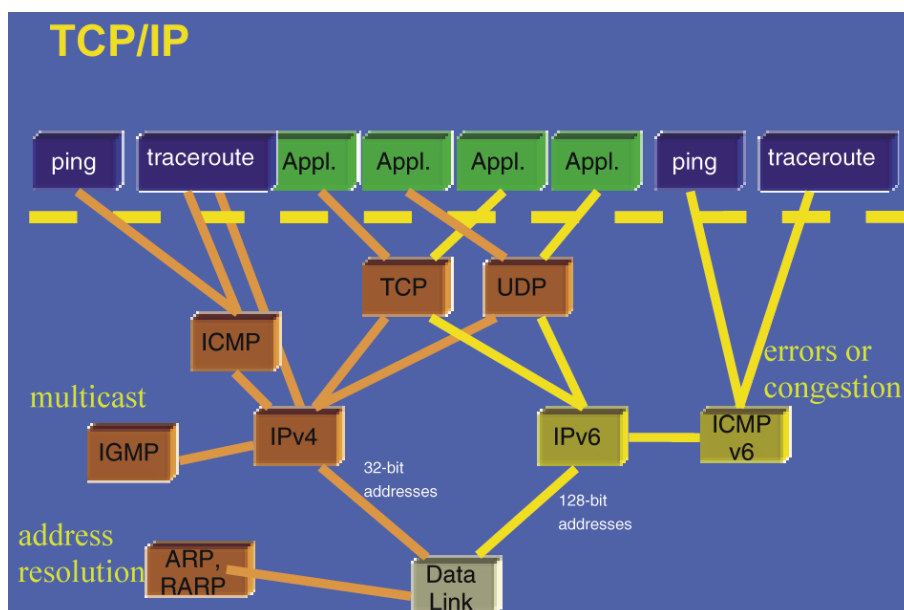 TCP/IP
ping
traceroute
Appl.
Appl.
Appl.
Appl.
ping
traceroute
TCP
UDP
ICMP
errors or
congestion
multicast
IGMP
IPv4
IPv6
ICMP
v6
32-bit
addresses
128-bit
addresses
address
resolution
ARP,
RARP
Data
Link